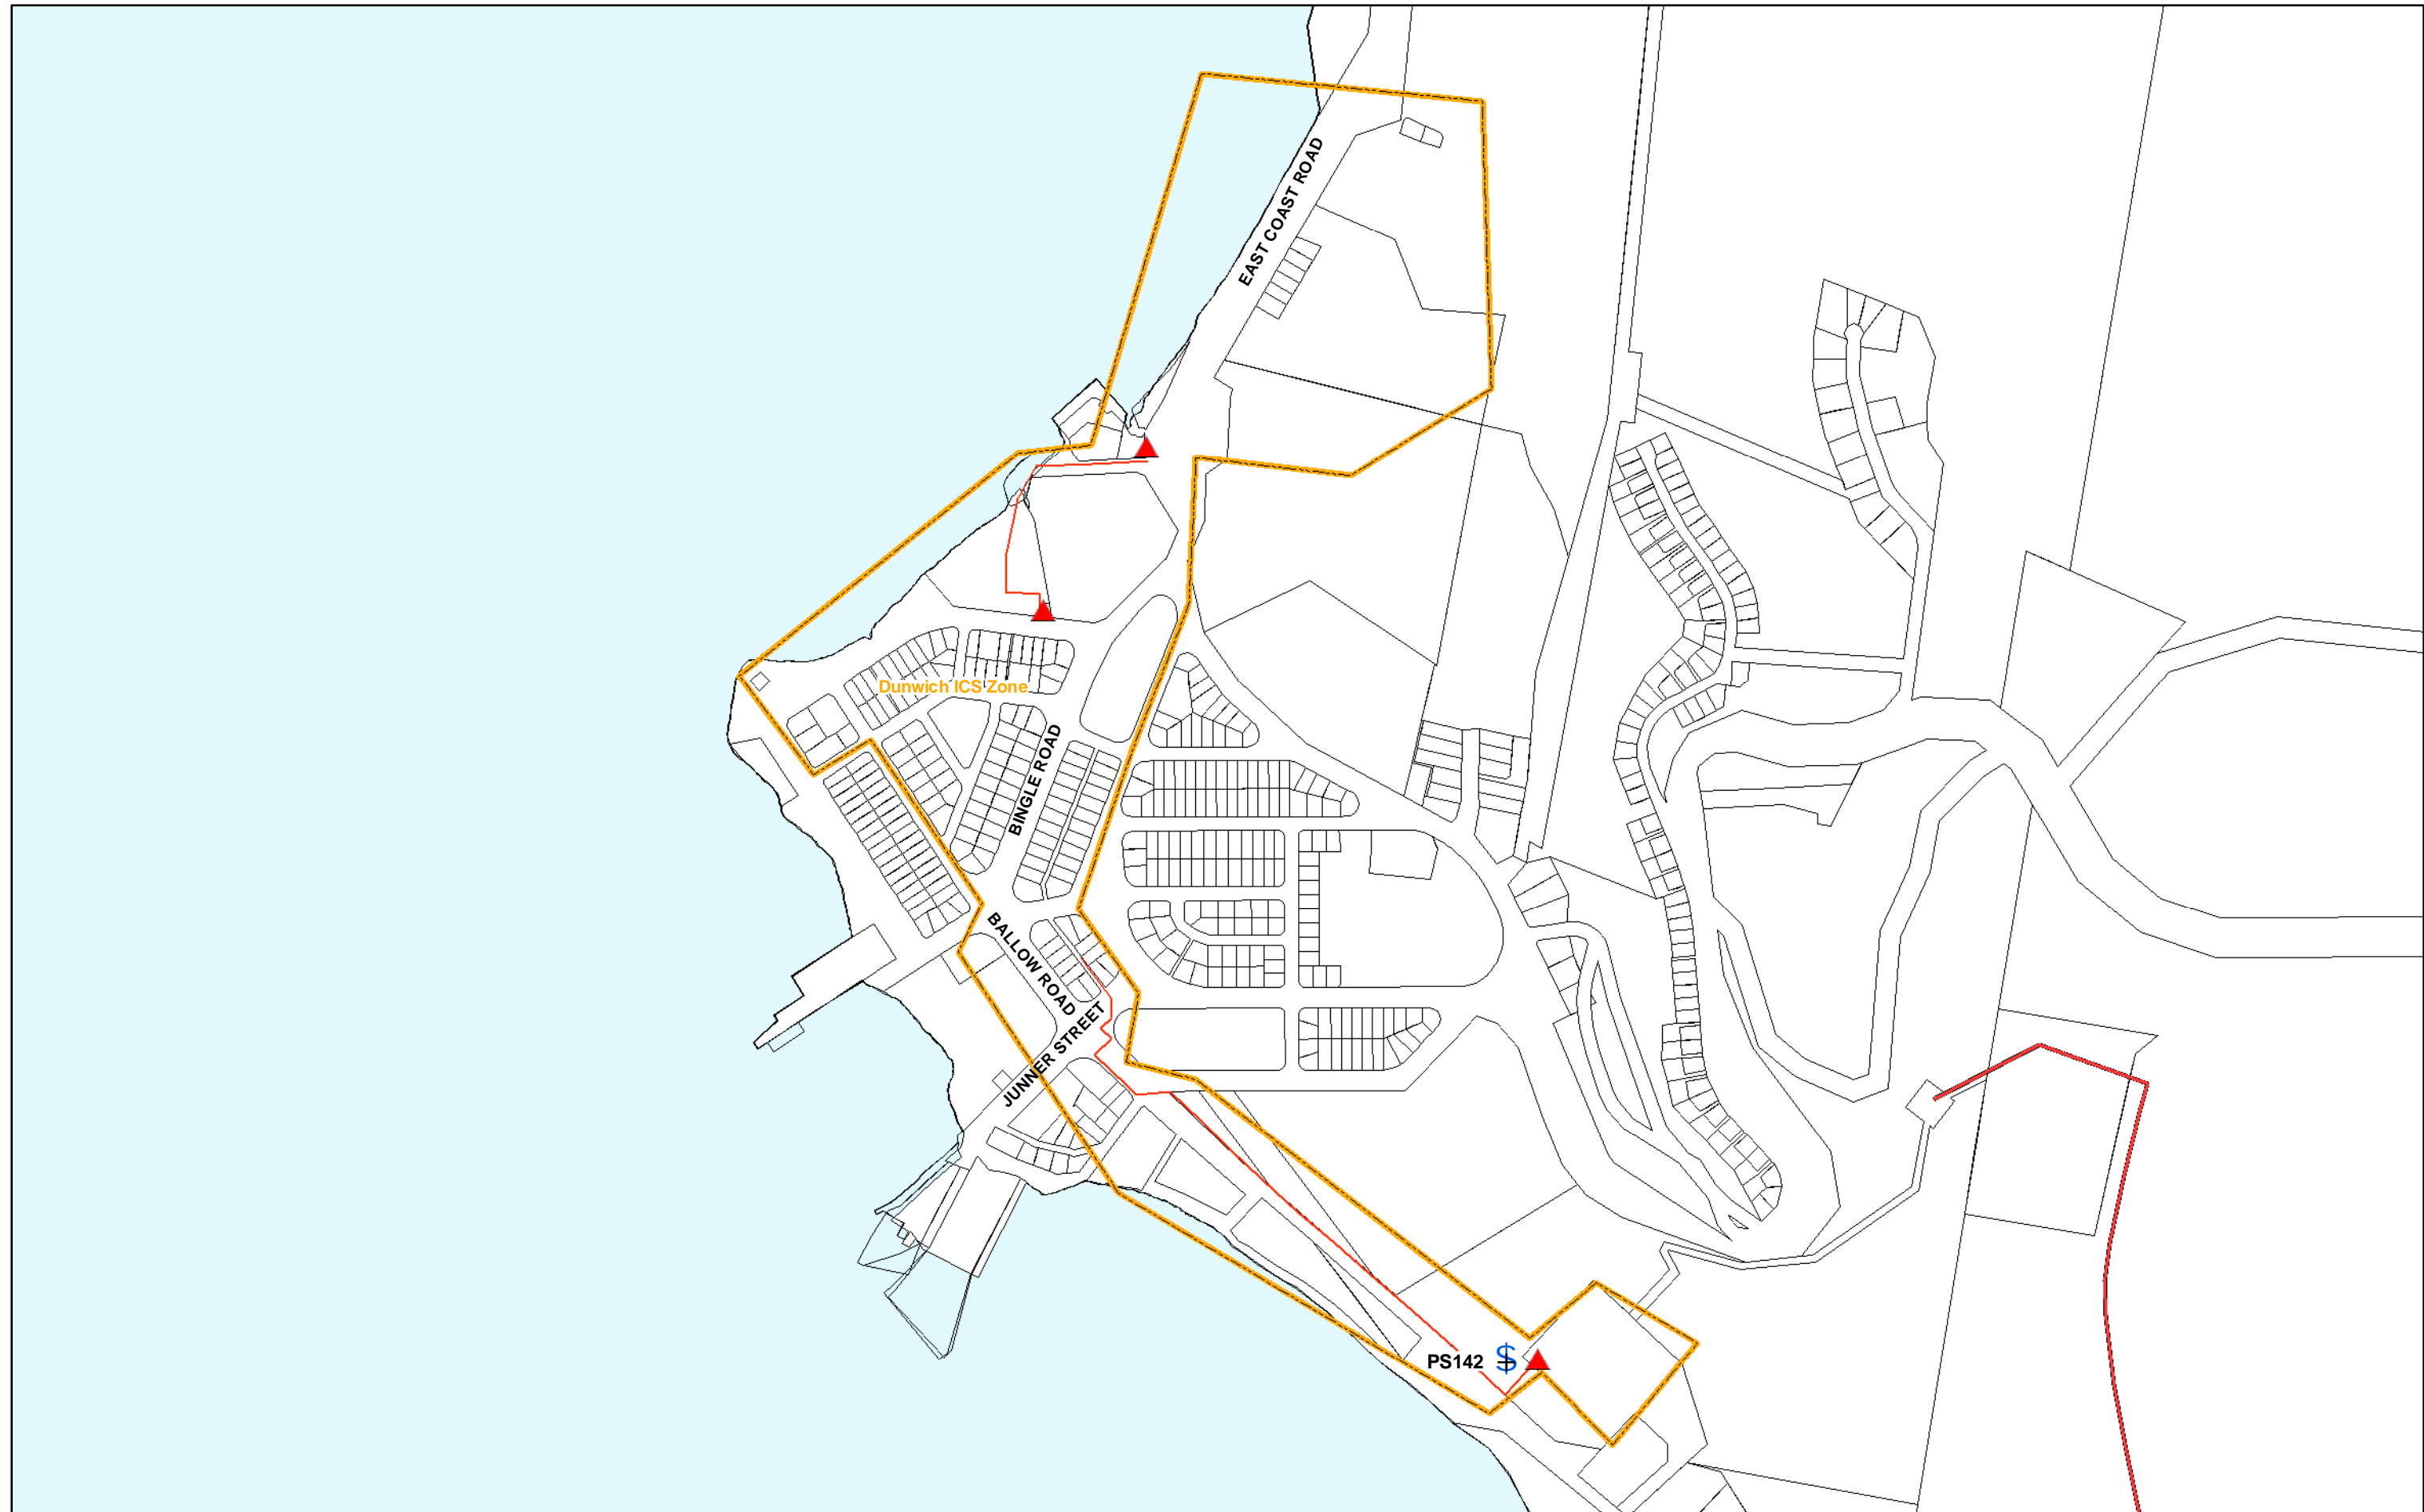 EAST COAST ROAD
Dunwich ICS Zone
BINGLE ROAD
BALLOW ROAD
JUNNER STREET
PS142